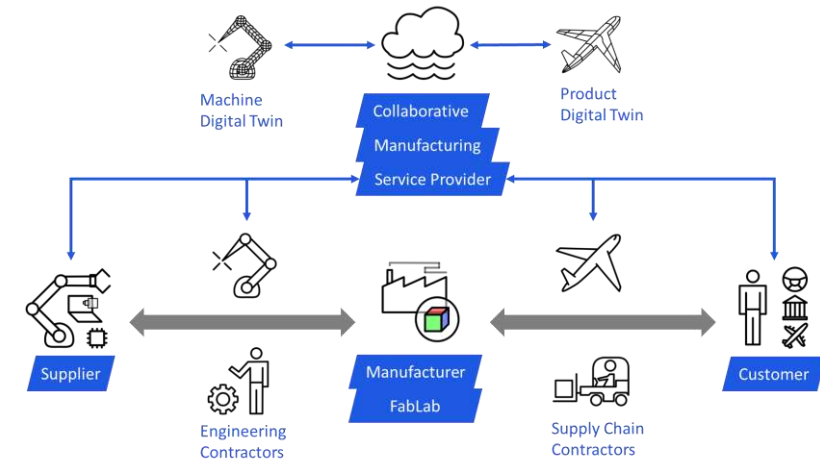 Machine
Digital Twin
Product
Digital Twin
Collaborative
Manufacturing
Service Provider
Supplier
Manufacturer
FabLab
Customer
Engineering
Contractors
Supply Chain
Contractors